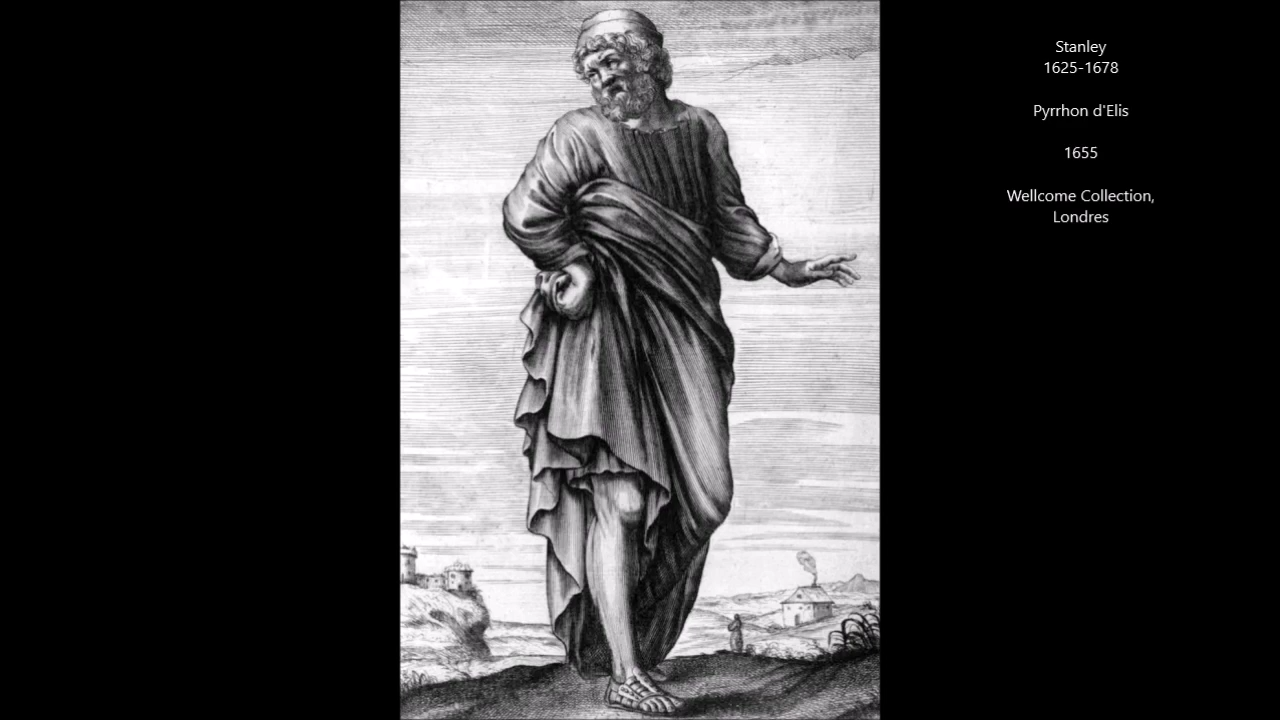 Stanley
1625-1678
Pyrrhon d'Elis
1655
Wellcome Collection,
Londres